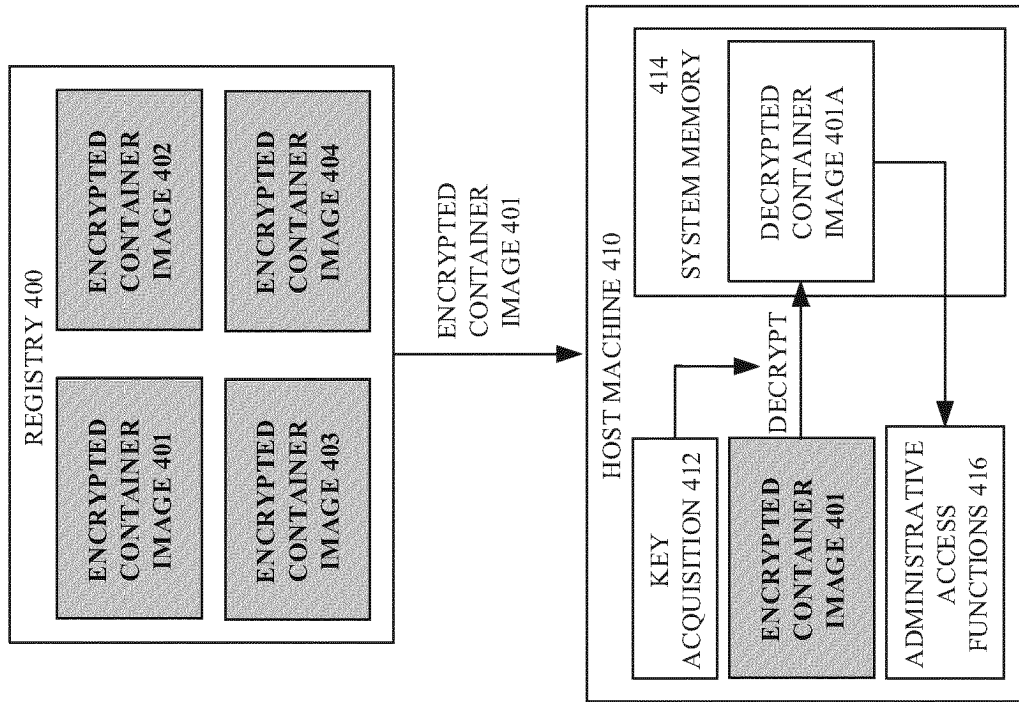 REGISTRY 400
ENCRYPTED
CONTAINER
IMAGE 401
ENCRYPTED
CONTAINER
IMAGE 402
ENCRYPTED
CONTAINER
IMAGE 403
ENCRYPTED
CONTAINER
IMAGE 404
ENCRYPTED
CONTAINER
IMAGE 401
HOST MACHINE 410
KEY
ACQUISITION 412
ENCRYPTED
CONTAINER
IMAGE 401
DECRYPT
414
SYSTEM MEMORY
DECRYPTED
CONTAINER
IMAGE 401A
ADMINISTRATIVE
ACCESS
FUNCTIONS 416